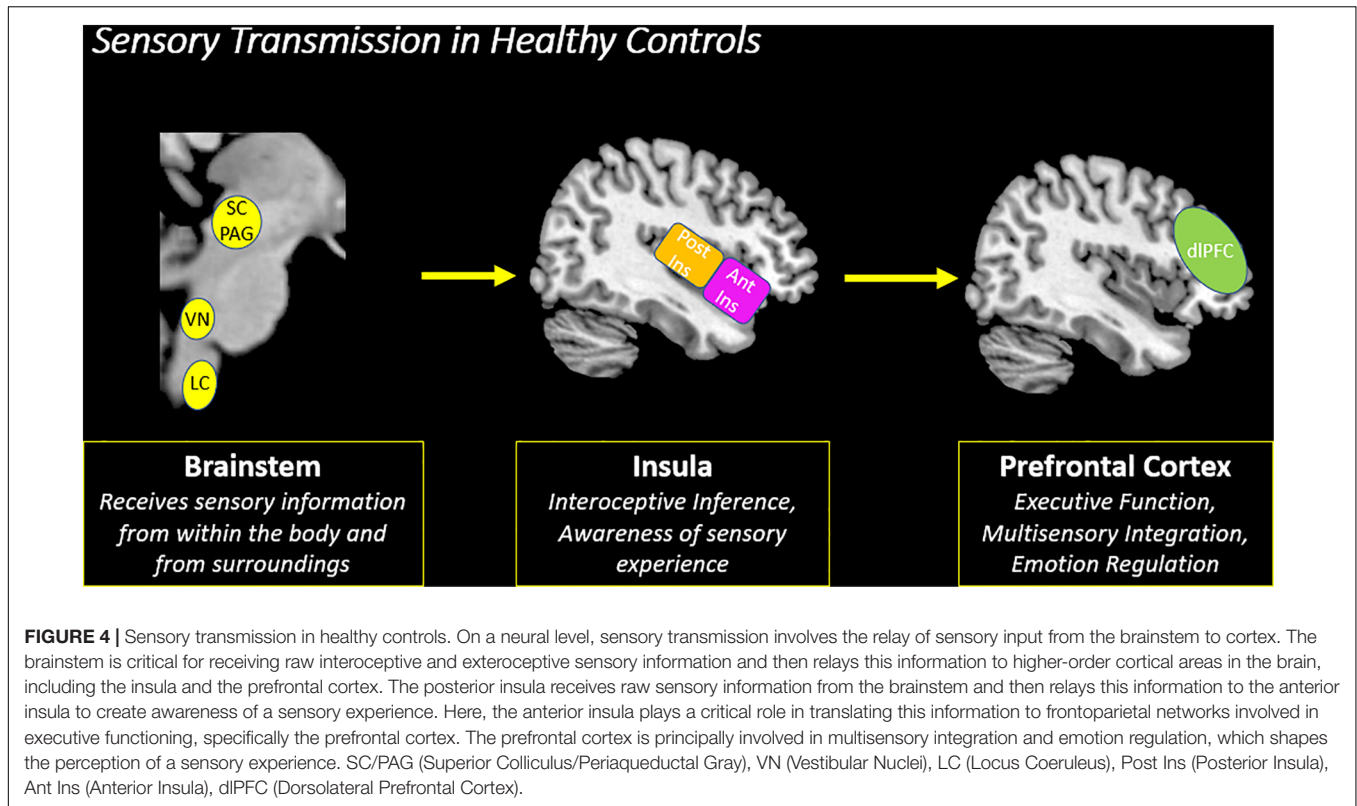 Sensory Transmission in Healthy Controls
SC
PAG
VN
LC
Post
Ins
Ant
Ins
dlPFC
Brainstem
Receives sensory information
from within the body and
from surroundings
Insula
Interoceptive Inference,
Awareness of sensory
experience
Prefrontal Cortex
Executive Function,
Multisensory Integration,
Emotion Regulation
FIGURE 4 | Sensory transmission in healthy controls. On a neural level, sensory transmission involves the relay of sensory input from the brainstem to cortex. The
brainstem is critical for receiving raw interoceptive and exteroceptive sensory information and then relays this information to higher-order cortical areas in the brain,
including the insula and the prefrontal cortex. The posterior insula receives raw sensory information from the brainstem and then relays this information to the anterior
insula to create awareness of a sensory experience. Here, the anterior insula plays a critical role in translating this information to frontoparietal networks involved in
executive functioning, specifically the prefrontal cortex. The prefrontal cortex is principally involved in multisensory integration and emotion regulation, which shapes
the perception of a sensory experience. SC/PAG (Superior Colliculus/Periaqueductal Gray), VN (Vestibular Nuclei), LC (Locus Coeruleus), Post Ins (Posterior Insula),
Ant Ins (Anterior Insula), dlPFC (Dorsolateral Prefrontal Cortex).